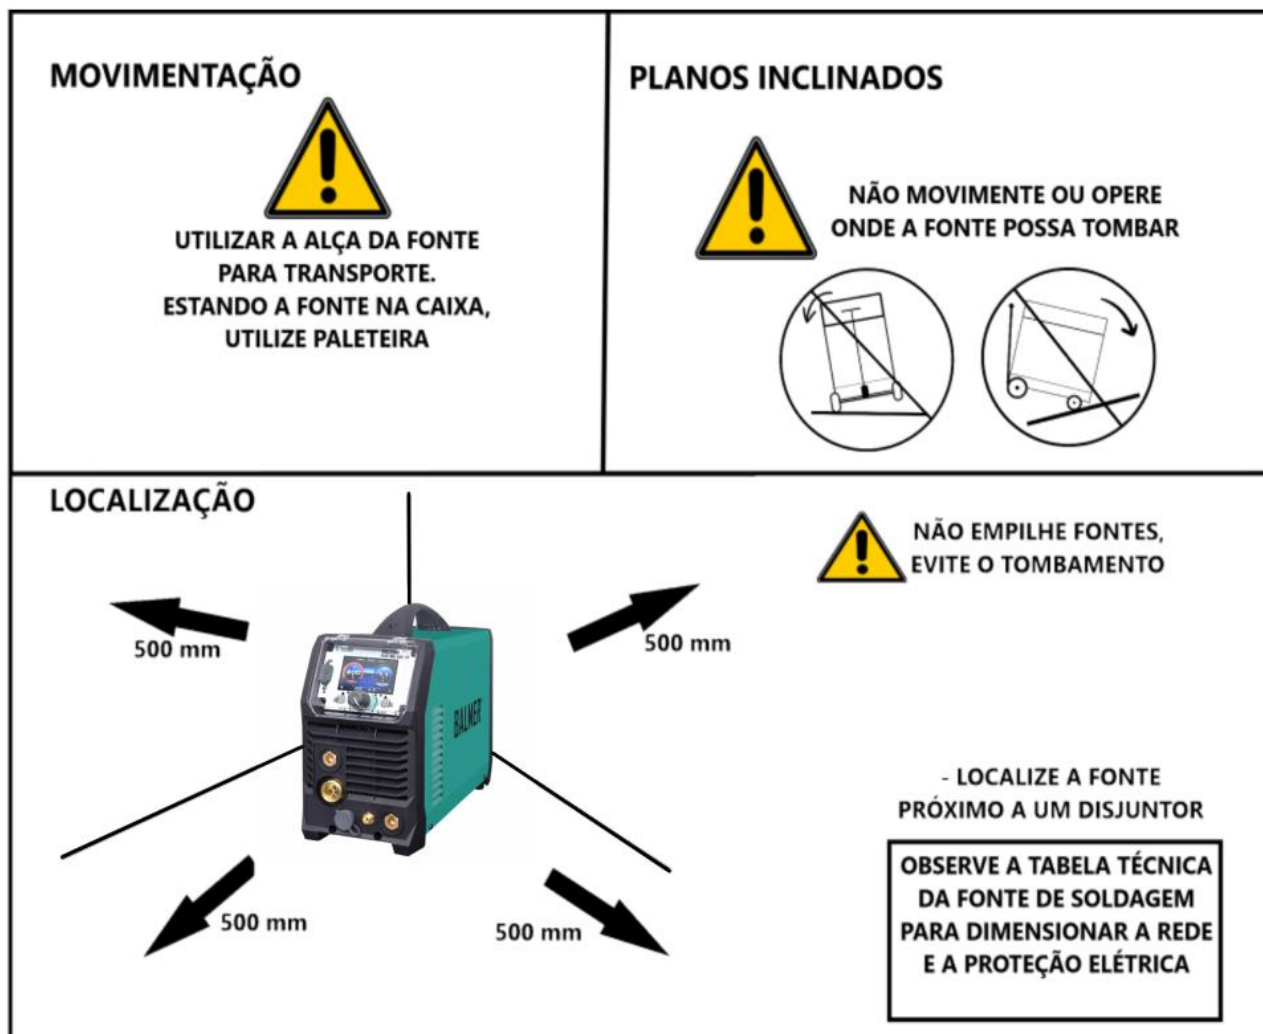 MOVIMENTAÇÃO
UTILIZAR A ALÇA DA FONTE
PARA TRANSPORTE.
ESTANDO A FONTE NA CAIXA,
UTILIZE PALETEIRA
PLANOS INCLINADOS
NÃO MOVIMENTE OU OPERE
ONDE A FONTE POSSA TOMBAR
LOCALIZAÇÃO
NÃO EMPILHE FONTES,
EVITE O TOMBAMENTO
500 mm
500 mm
BALMER
- LOCALIZE A FONTE
PRÓXIMO A UM DISJUNTOR
OBSERVE A TABELA TÉCNICA
DA FONTE DE SOLDAGEM
PARA DIMENSIONAR A REDE
E A PROTEÇÃO ELÉTRICA
500 mm
500 mm